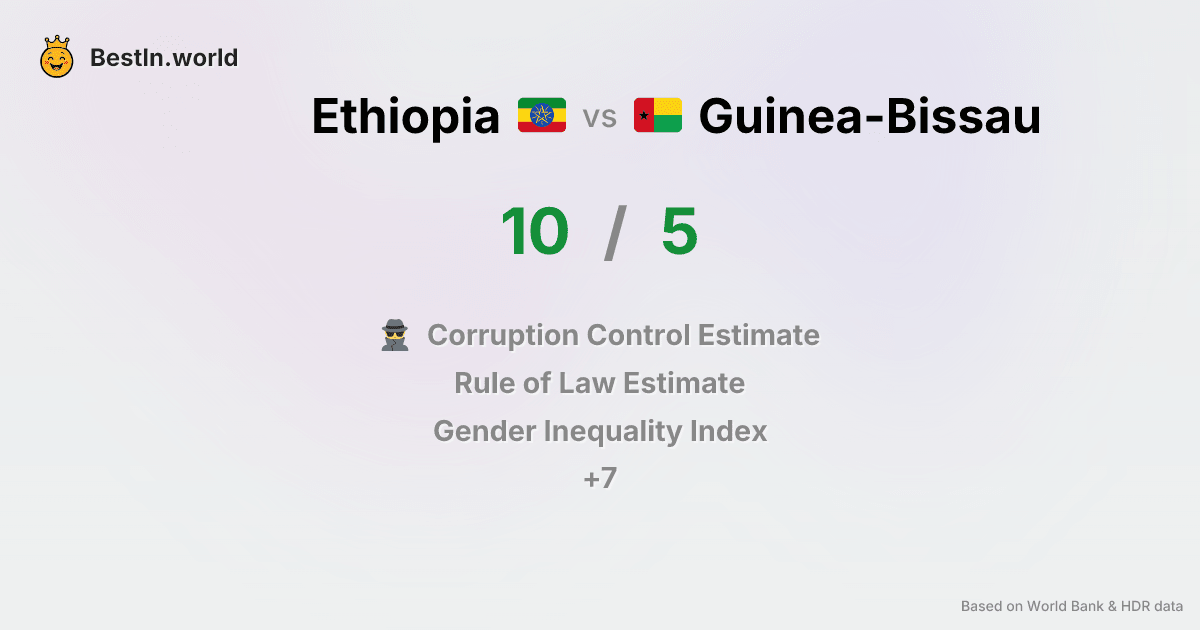 BestIn.world
Ethiopia vs Guinea-Bissau
10 / 5
Corruption Control Estimate
Rule of Law Estimate
Gender Inequality Index
+7
Based on World Bank & HDR data